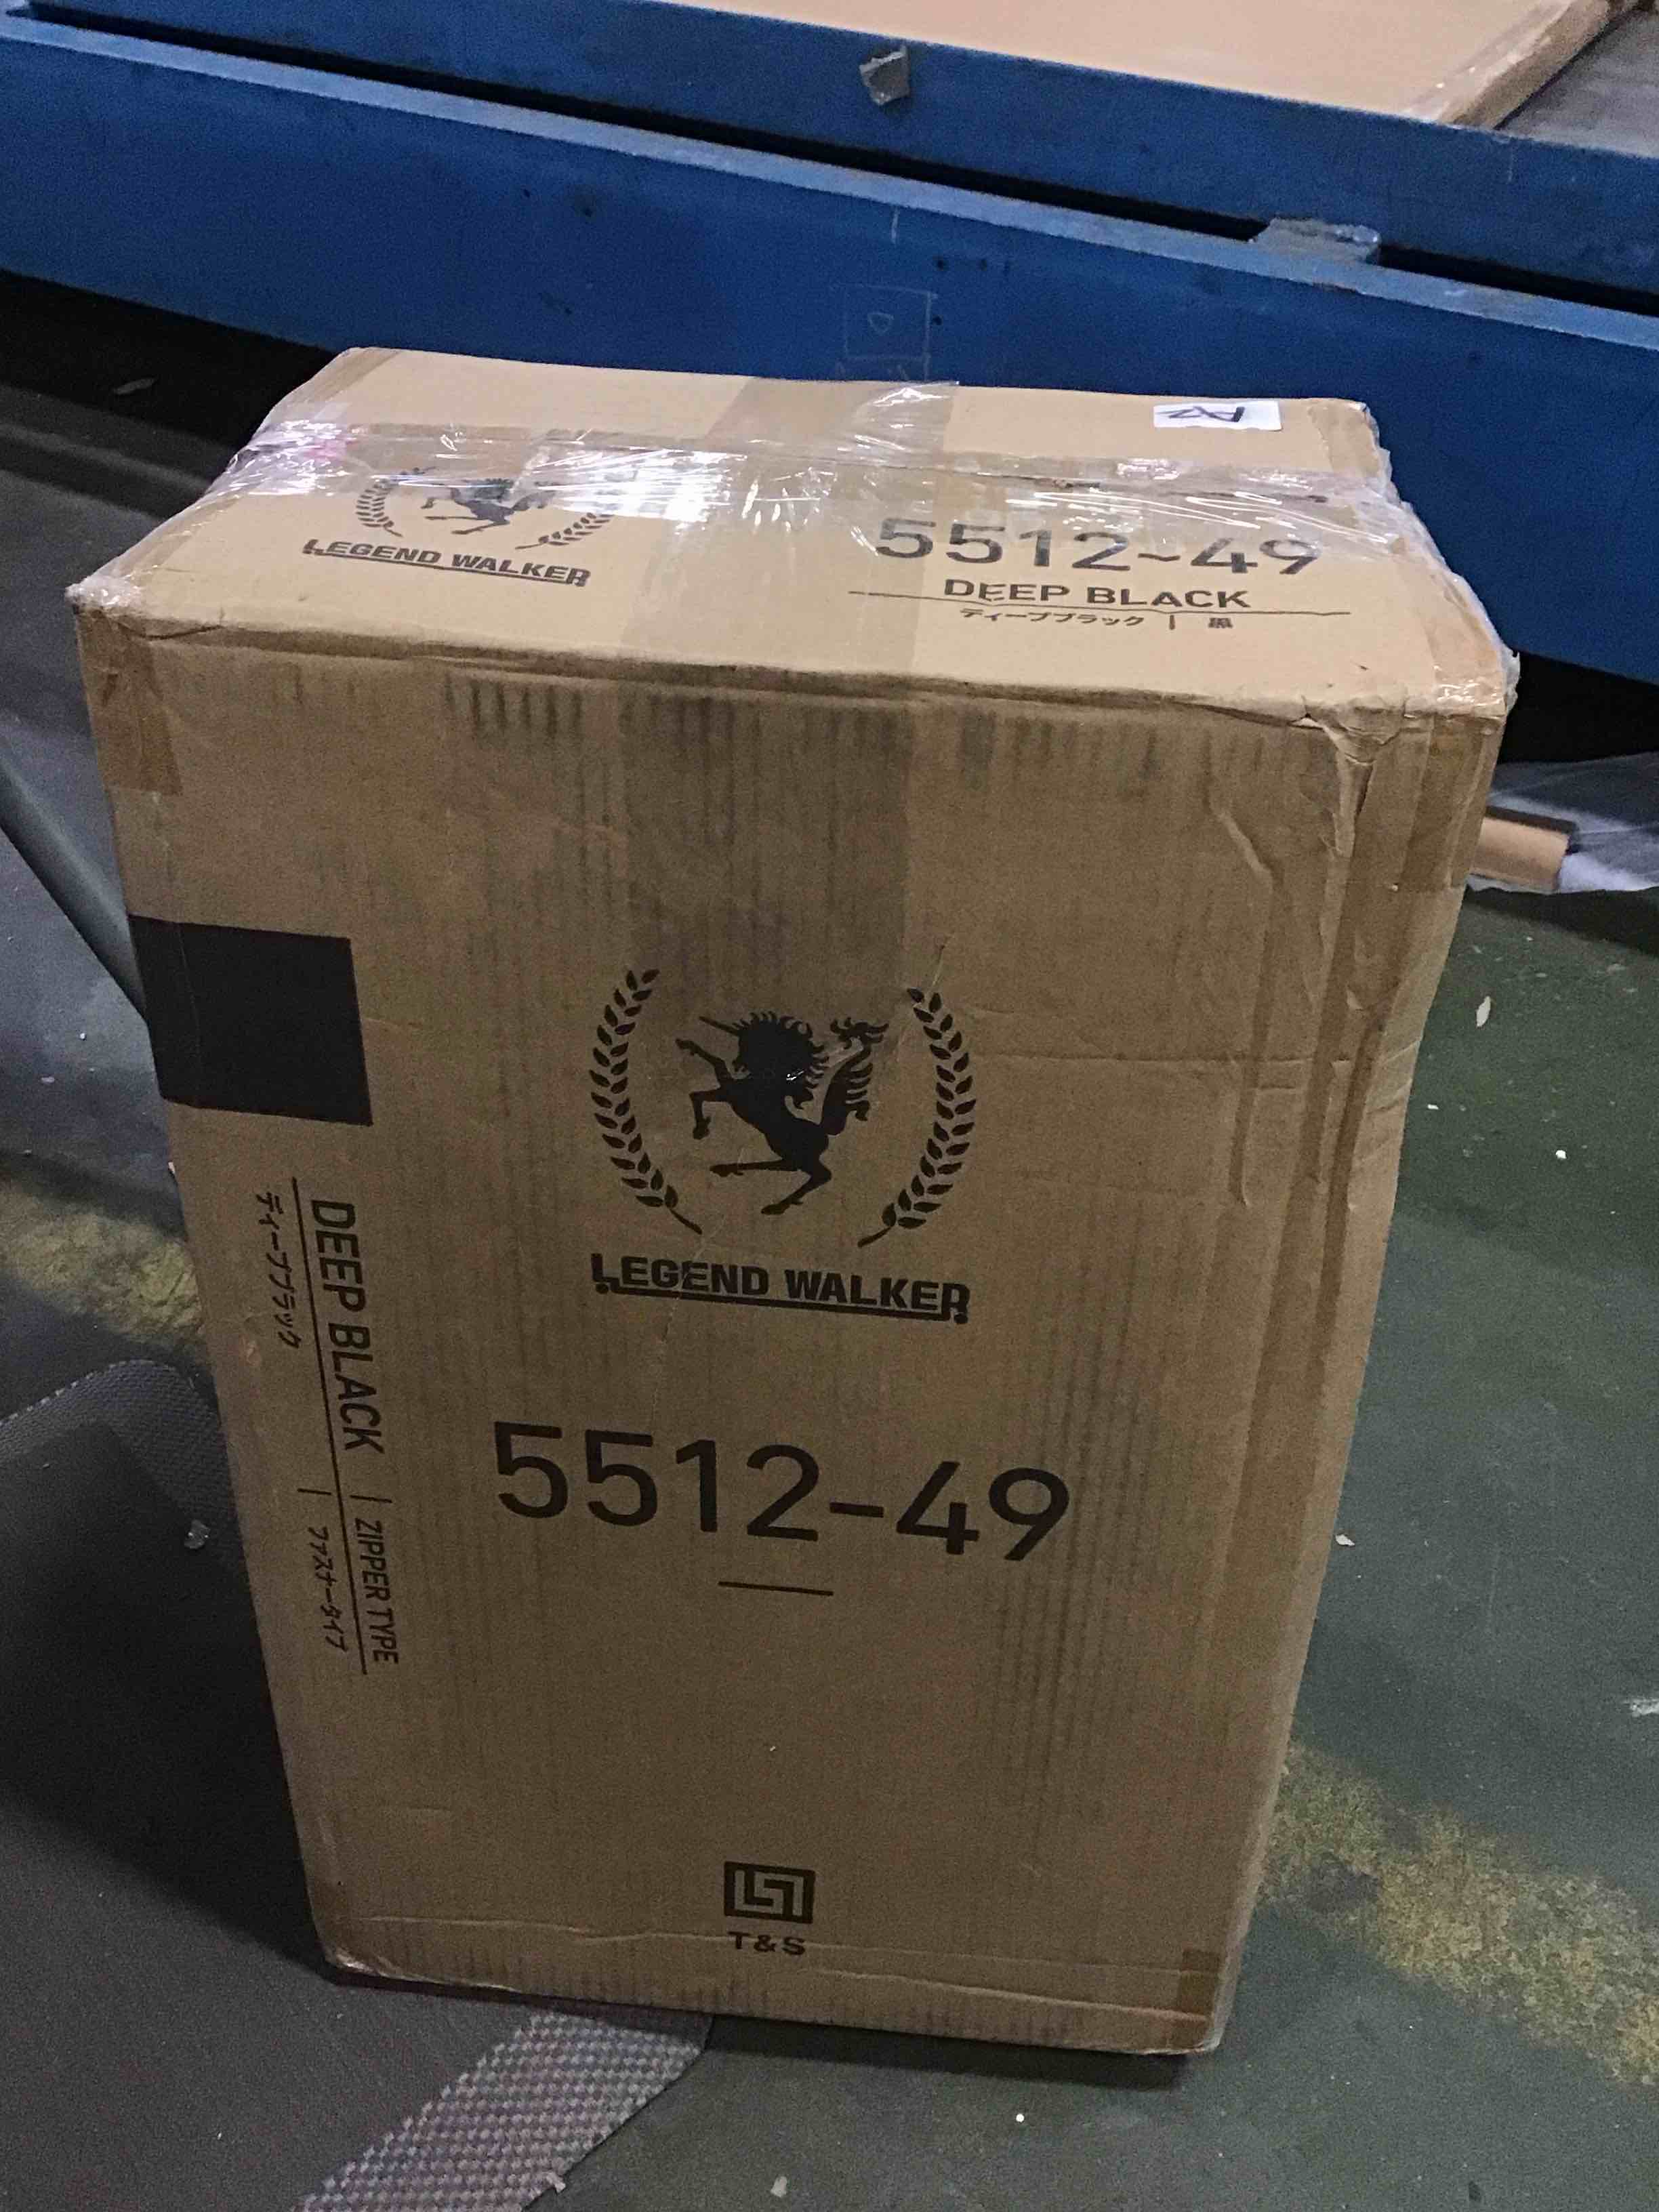 LEGEND WALKER
5512-49
DEEP BLACK
ディープブラック | 黒
LEGEND WALKER
5512-49
DEEP BLACK | ZIPPER TYPE
ディープブラック | ファスナータイプ
T&S